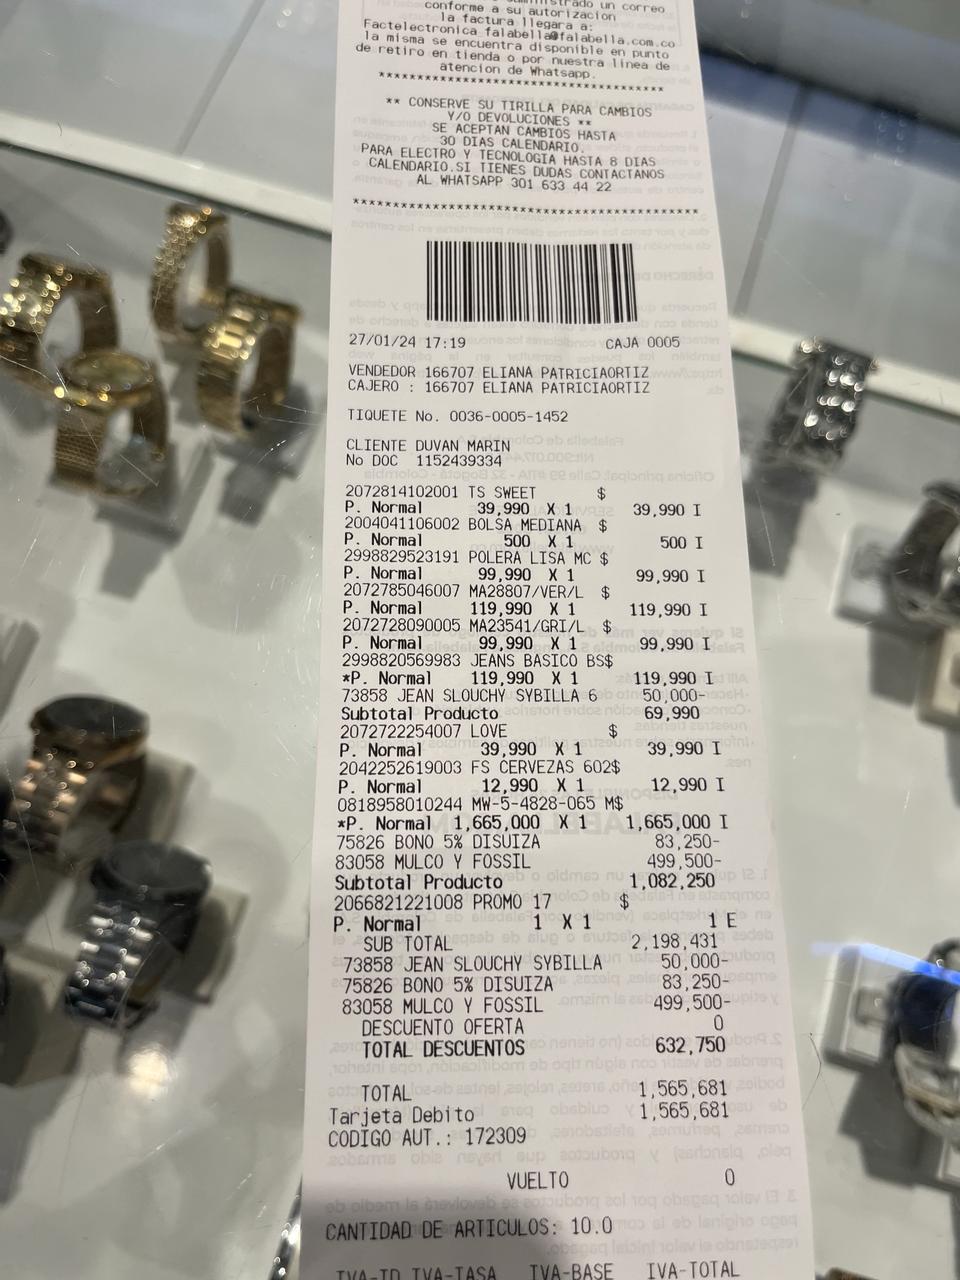 conforme a su autorizacion
la factura llegara a:
Factelectronica_falabella@falabella.com.co
la misma se encuentra disponible en punto
de retiro en tienda o por nuestra linea de
atencion de Whatsapp.
****************************************
** CONSERVE SU TIRILLA PARA CAMBIOS
Y/O DEVOLUCIONES **
SE ACEPTAN CAMBIOS HASTA
30 DIAS CALENDARIO.
PARA ELECTRO Y TECNOLOGIA HASTA 8 DIAS
CALENDARIO.SI TIENES DUDAS CONTACTANOS
AL WHATSAPP 301 633 44 22
****************************************
27/01/24 17:19 CAJA 0005
VENDEDOR 166707 ELIANA PATRICIAORTIZ
CAJERO : 166707 ELIANA PATRICIAORTIZ
TIQUETE No. 0036-0005-1452
CLIENTE DUVAN MARIN
No DOC 1152439334
2072814102001 TS SWEET $
P. Normal 39,990 X 1 39,990 I
2004041106002 BOLSA MEDIANA $
P. Normal 500 X 1 500 I
2998829523191 POLERA LISA MC $
P. Normal 99,990 X 1 99,990 I
2072785046007 MA28807/VER/L $
P. Normal 119,990 X 1 119,990 I
2072728090005 MA23541/GRI/L $
P. Normal 99,990 X 1 99,990 I
2998820569983 JEANS BASICO BS$
*P. Normal 119,990 X 1 119,990 I
73858 JEAN SLOUCHY SYBILLA 6 50,000-
Subtotal Producto 69,990
2072722254007 LOVE $
P. Normal 39,990 X 1 39,990 I
2042252619003 FS CERVEZAS 602$
P. Normal 12,990 X 1 12,990 I
0818958010244 MW-5-4828-065 M$
*P. Normal 1,665,000 X 1 1,665,000 I
75826 BONO 5% DISUIZA 83,250-
83058 MULCO Y FOSSIL 499,500-
Subtotal Producto 1,082,250
2066821221008 PROMO 17 $
P. Normal 1 X 1 1 E
SUB TOTAL 2,198,431
73858 JEAN SLOUCHY SYBILLA 50,000-
75826 BONO 5% DISUIZA 83,250-
83058 MULCO Y FOSSIL 499,500-
DESCUENTO OFERTA 0
TOTAL DESCUENTOS 632,750
TOTAL 1,565,681
Tarjeta Debito 1,565,681
CODIGO AUT.: 172309
VUELTO 0
CANTIDAD DE ARTICULOS: 10.0
IVA-ID IVA-TASA IVA-BASE IVA-TOTAL